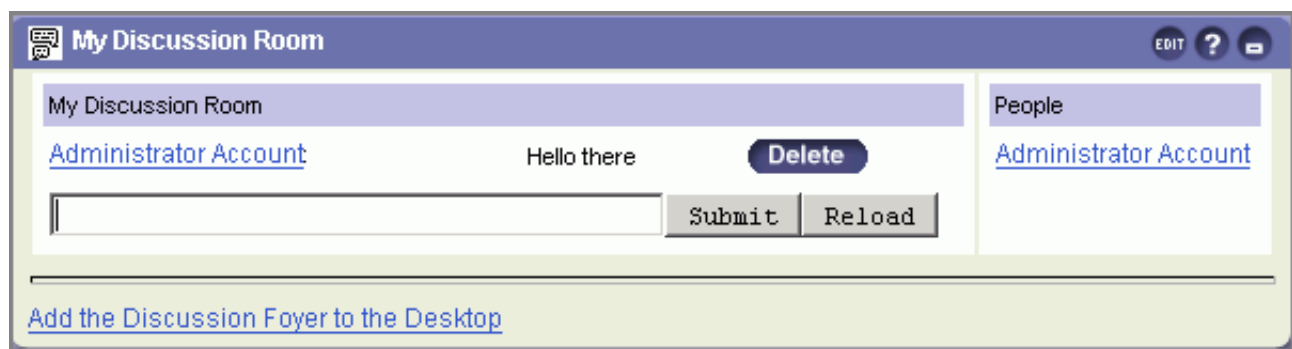 My Discussion Room EDIT ?
My Discussion Room People
Administrator Account: Hello there Delete Administrator Account
Submit Reload
Add the Discussion Foyer to the Desktop